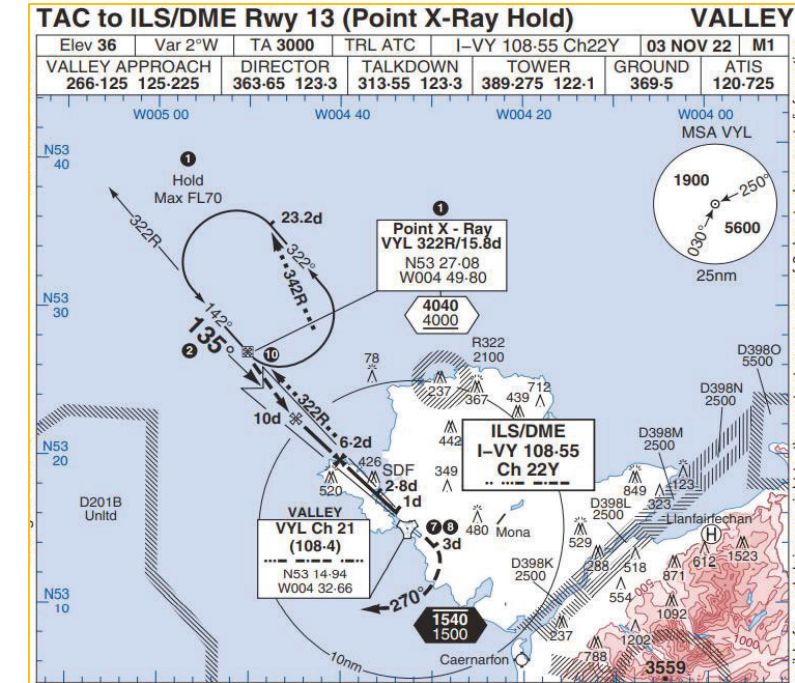 TAC to ILS/DME Rwy 13 (Point X-Ray Hold) VALLEY
Elev 36 Var 2°W TA 3000 TRL ATC I–VY 108·55 Ch22Y 03 NOV 22 M1
VALLEY APPROACH DIRECTOR TALKDOWN TOWER GROUND ATIS
266·125 125·225 363·65 123·3 313·55 123·3 389·275 122·1 369·5 120·725
W005 00 W004 40 W004 20 W004 00
MSA VYL
N53
40
1
Hold
Max FL70
1900
250°
5600
030°
25nm
23.2d
322R
322°
342R
1
Point X - Ray
VYL 322R/15.8d
N53 27·08
W004 49·80
N53
30
142°
135°
2
10
4040
4000
R322
2100
78
237
367
439
712
D398O
5500
D398N
2500
322R
10d
442
ILS/DME
I–VY 108·55
Ch 22Y
D398M
2500
N53
20
6·2d
426
SDF
2·8d
1d
349
520
849
123
323
D398L
2500
Llanfairfechan
H
D201B
Unltd
VALLEY
VYL Ch 21
(108·4)
N53 14·94
W004 32·66
7 8
3d
480
Mona
529
288
518
612
1523
D398K
2500
871
554
500
N53
10
270°
1540
1500
1092
237
1202
1000
788
10nm
Caernarfon
3559